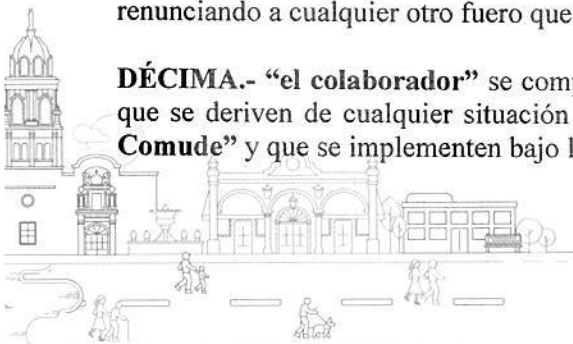 renunciando a cualquier otro fuero que
DÉCIMA.- “el colaborador” se comp
que se deriven de cualquier situación
Comude” y que se implementen bajo l